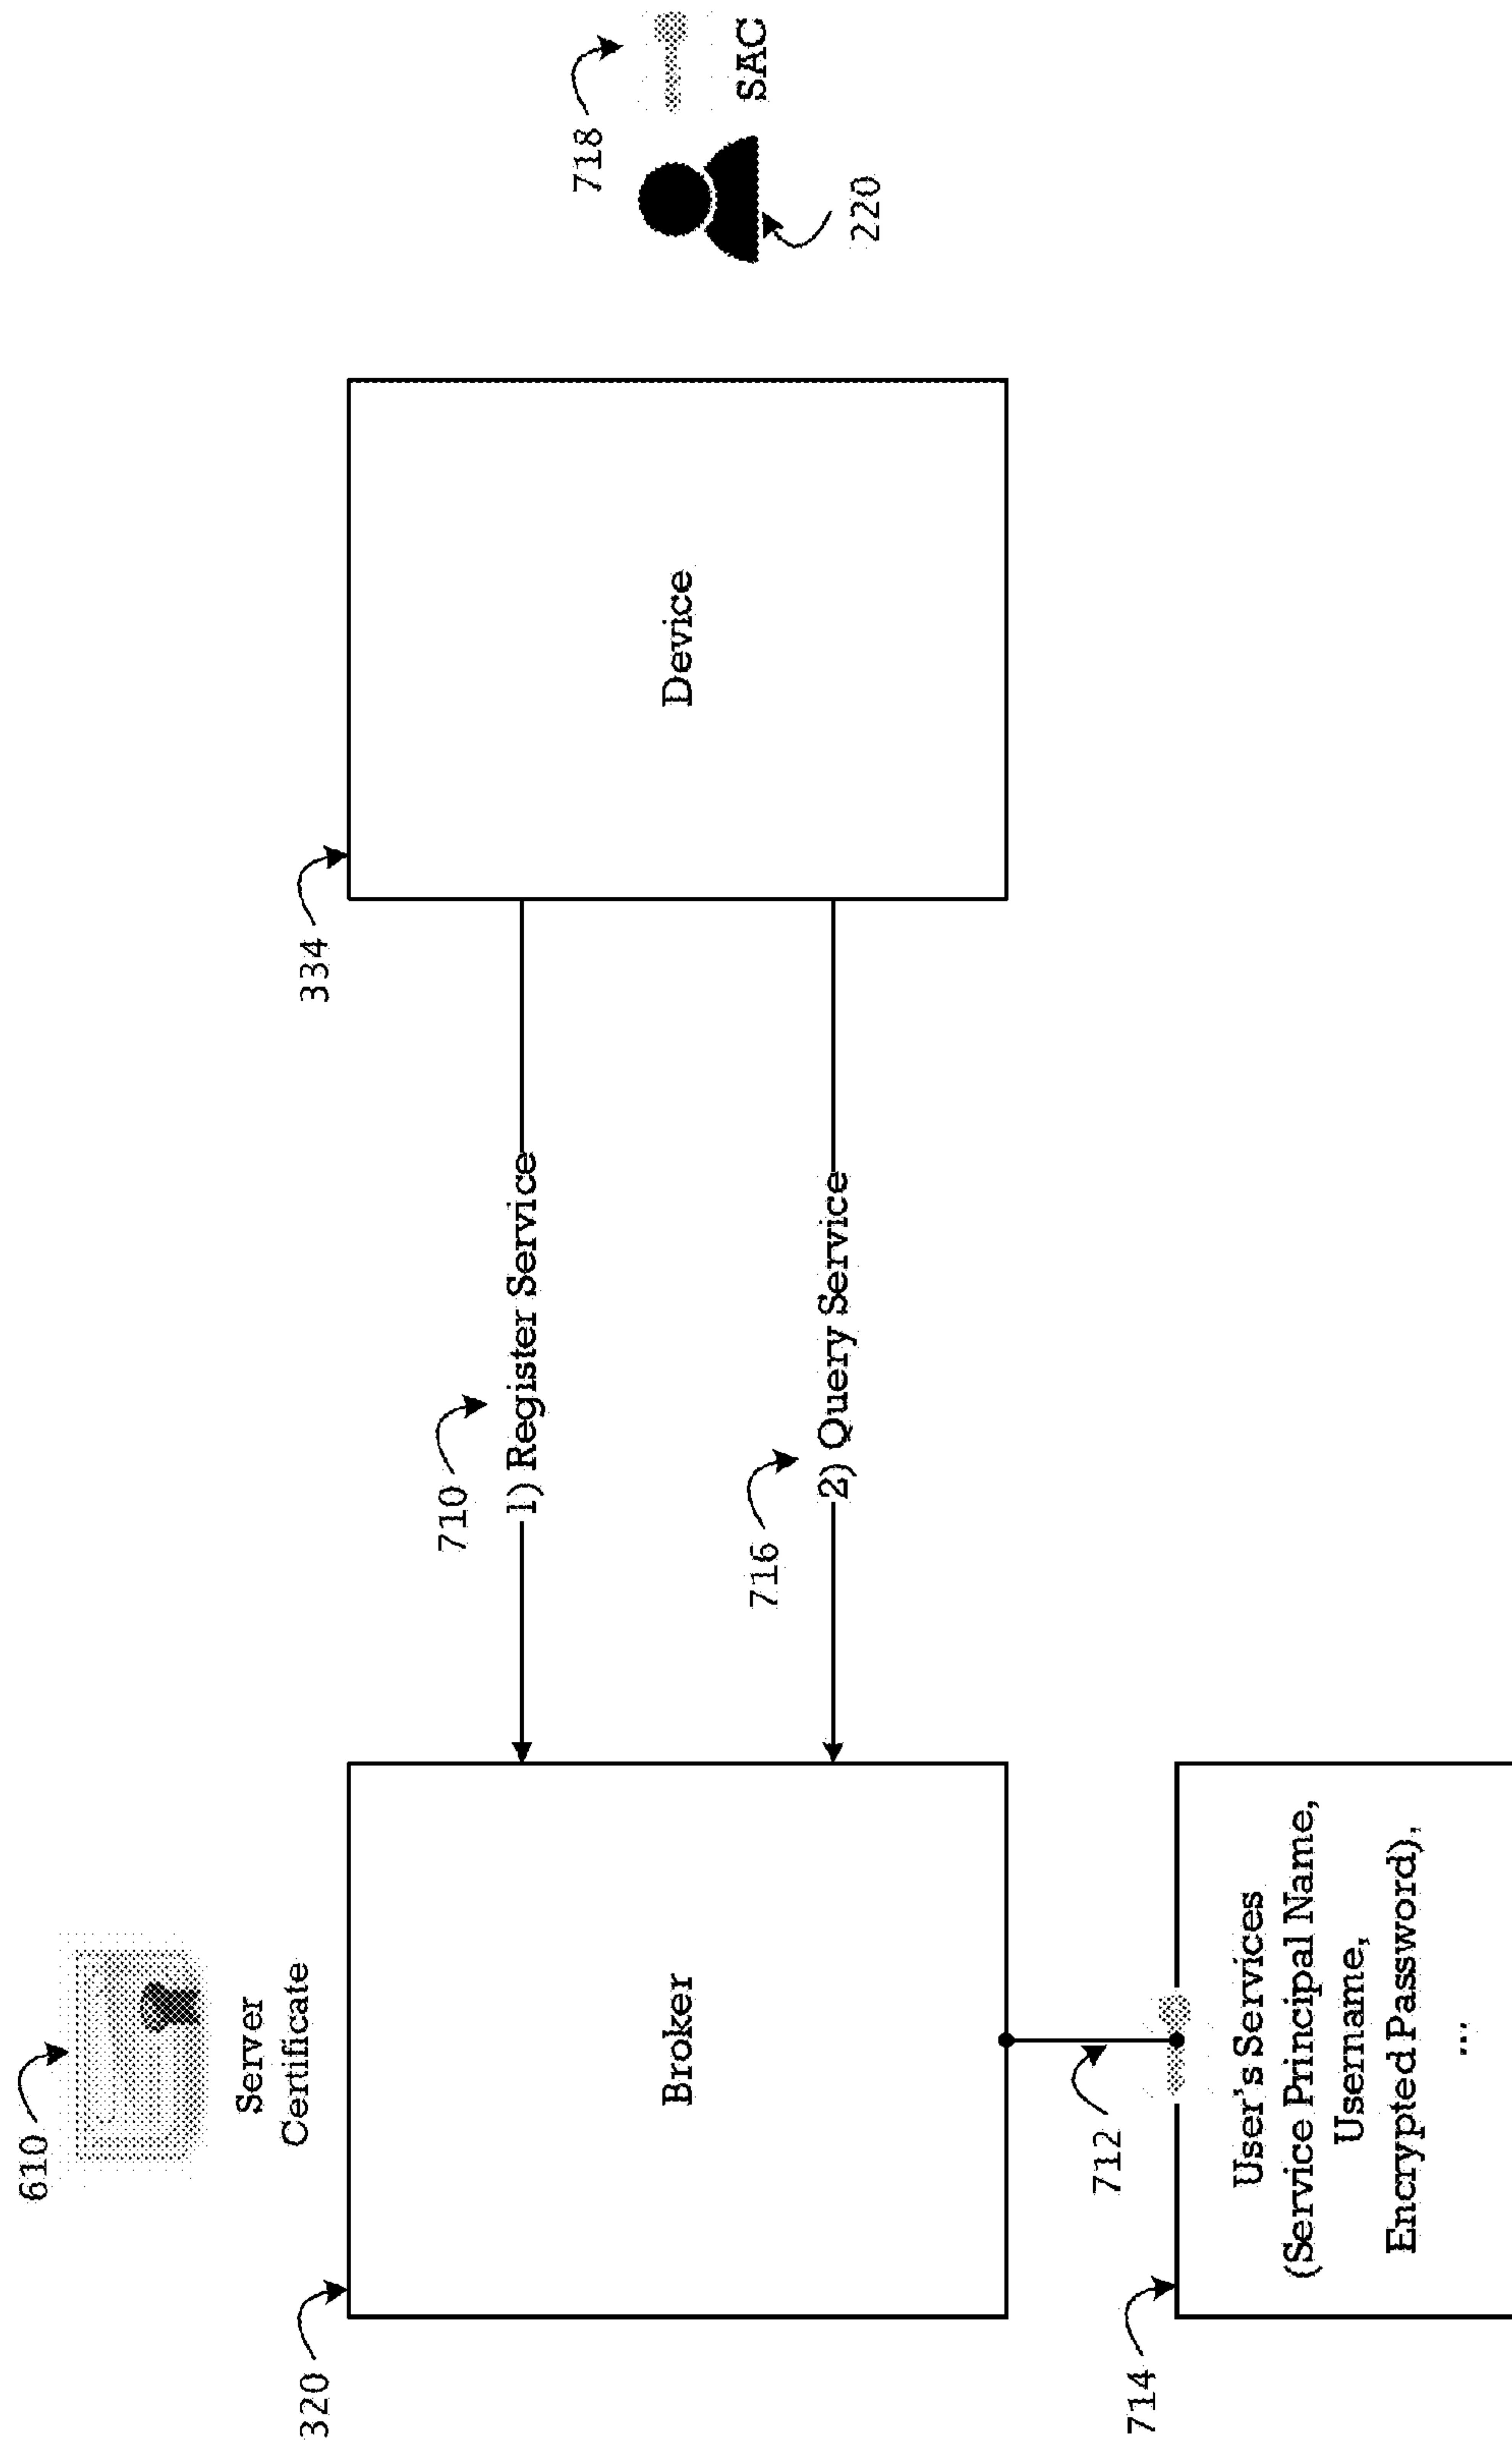 610
Server
Certificate
320
Broker
710
1) Register Service
716
2) Query Service
334
Device
718
SAC
220
712
714
User's Services
(Service Principal Name,
Username,
Encrypted Password),
...